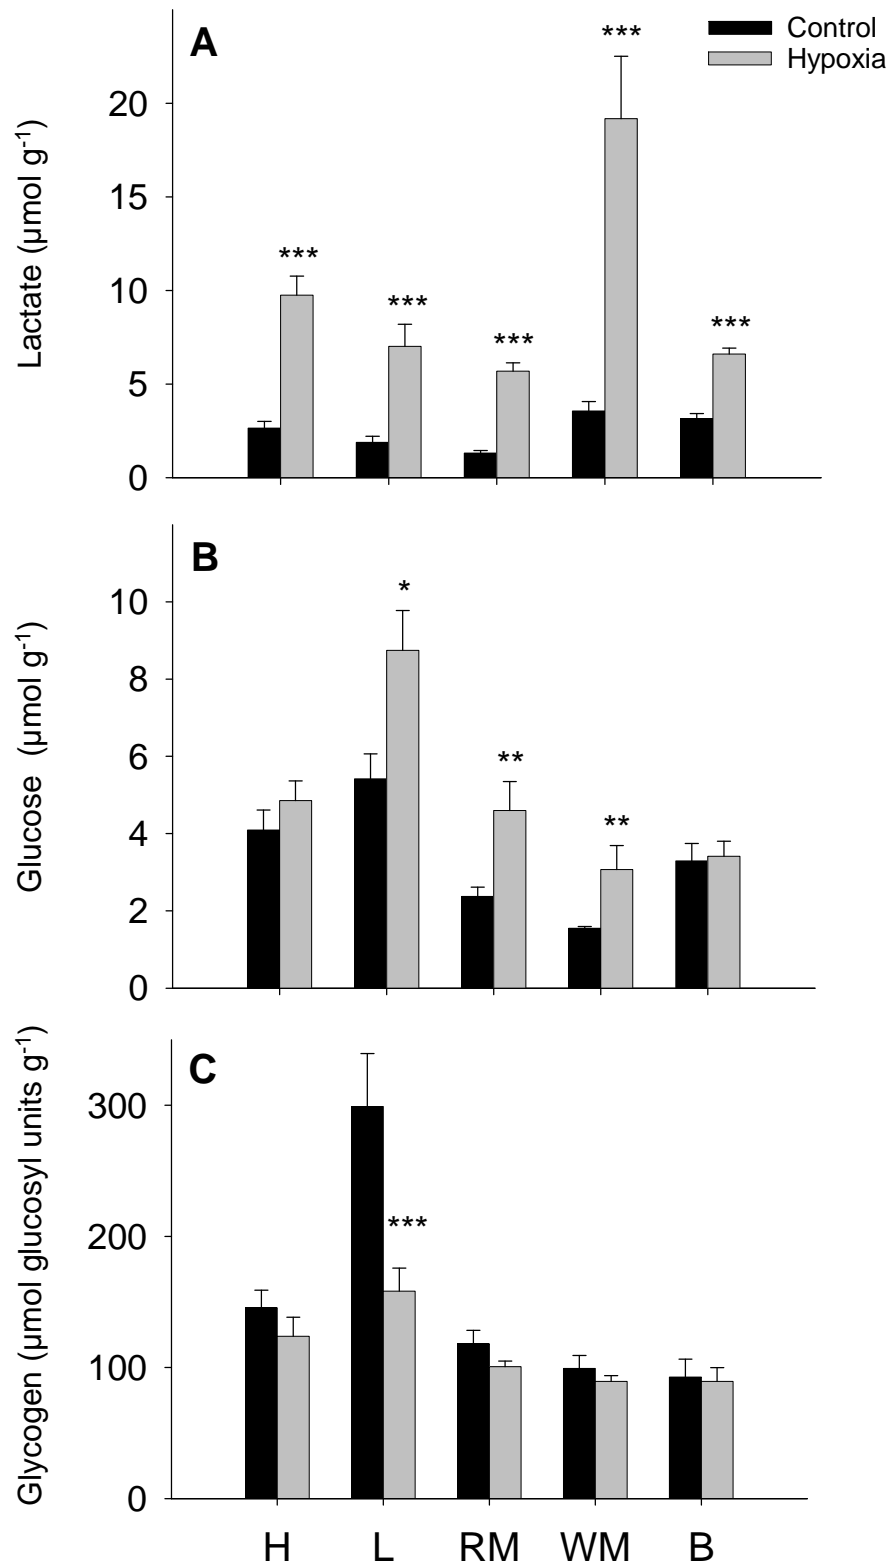 A
Control
Hypoxia
Lactate (µmol g-1)
20
15
10
5
0
***
***
***
***
***
B
Glucose (µmol g-1)
10
8
6
4
2
0
*
**
**
C
Glycogen (µmol glucosyl units g-1)
300
200
100
0
***
H L RM WM B